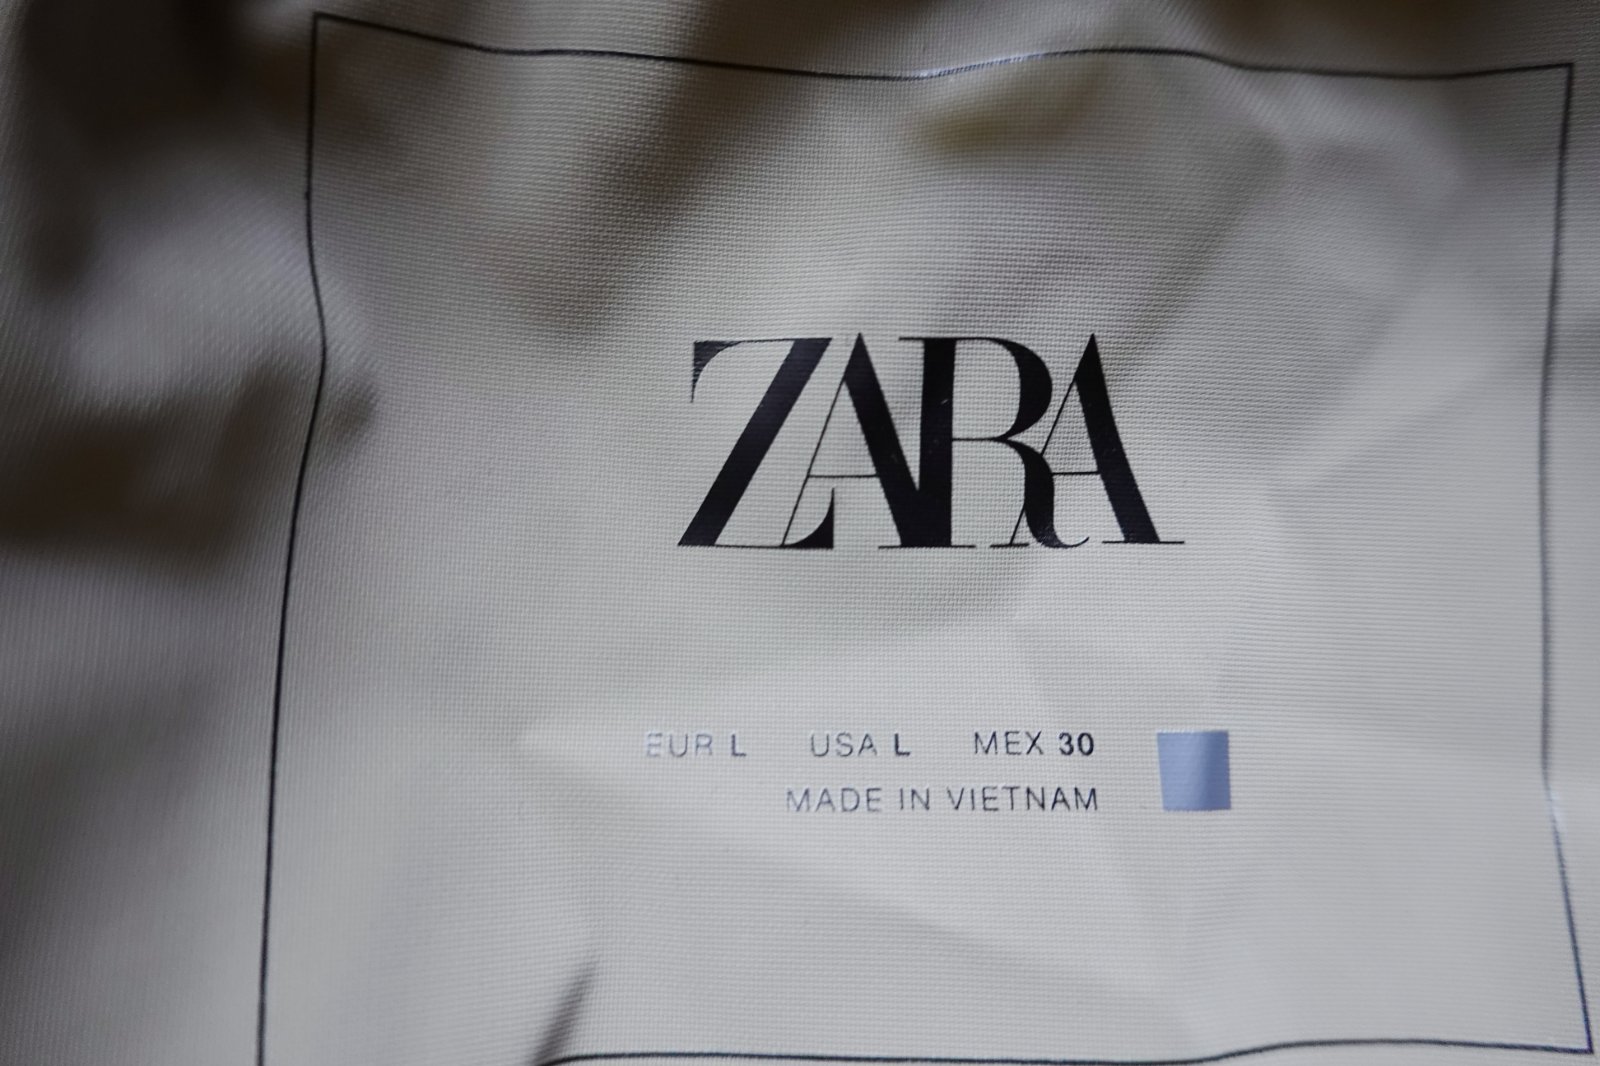 ZARA
EUR L USA L MEX 30
MADE IN VIETNAM